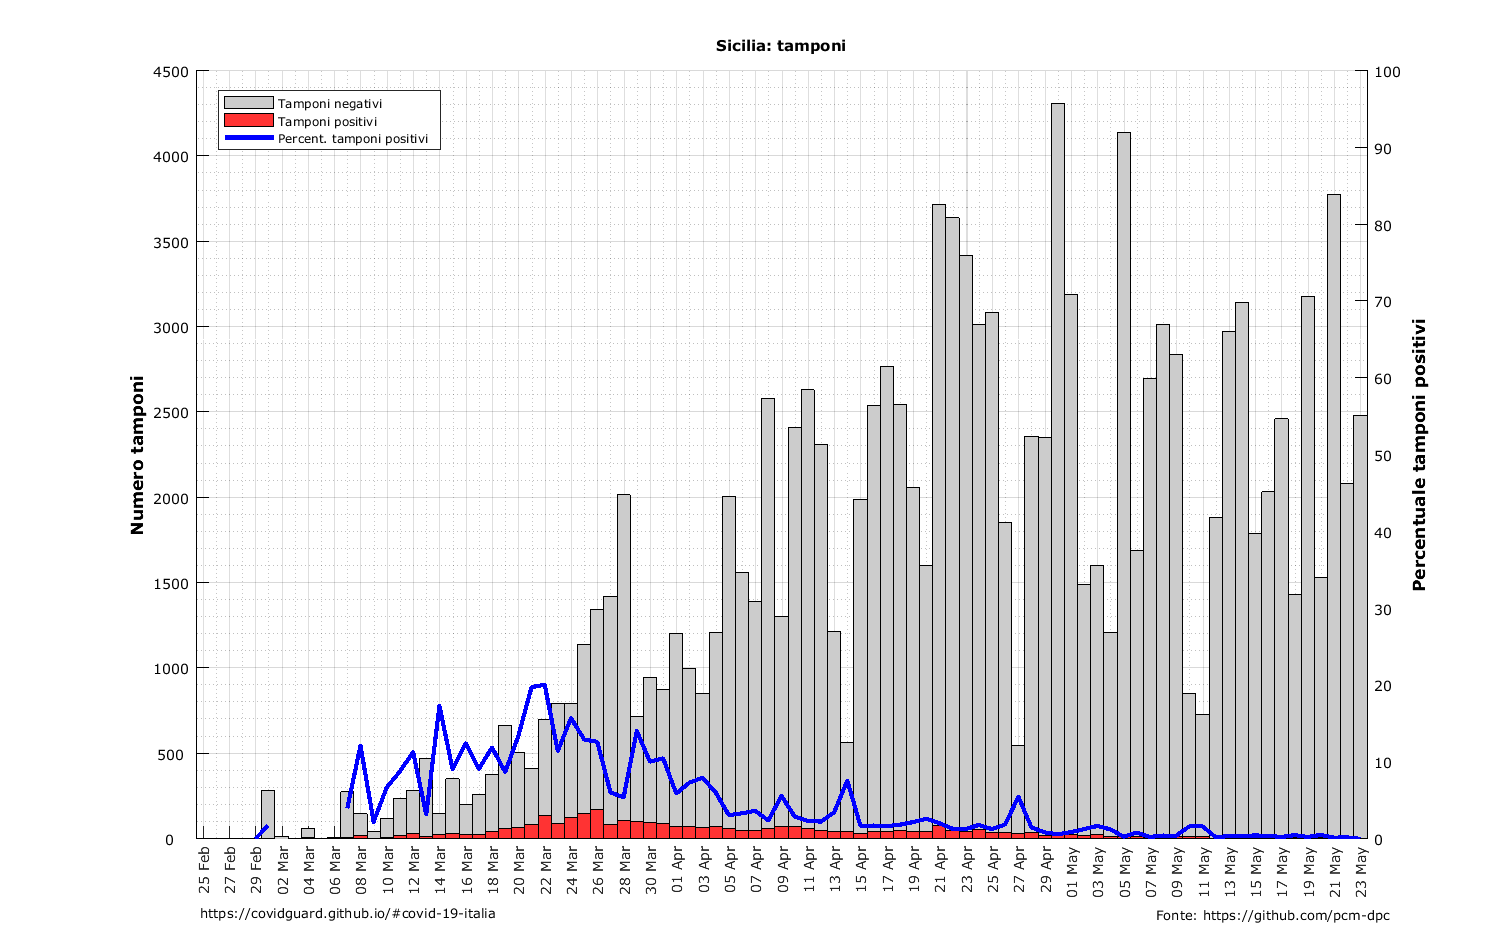 Sicilia: tamponi
4500
4000
3500
3000
2500
2000
1500
1000
500
0
Numero tamponi
Tamponi negativi
Tamponi positivi
Percent. tamponi positivi
100
90
80
70
60
50
40
30
20
10
0
Percentuale tamponi positivi
25 Feb
27 Feb
29 Feb
02 Mar
04 Mar
06 Mar
08 Mar
10 Mar
12 Mar
14 Mar
16 Mar
18 Mar
20 Mar
22 Mar
24 Mar
26 Mar
28 Mar
30 Mar
01 Apr
03 Apr
05 Apr
07 Apr
09 Apr
11 Apr
13 Apr
15 Apr
17 Apr
19 Apr
21 Apr
23 Apr
25 Apr
27 Apr
29 Apr
01 May
03 May
05 May
07 May
09 May
11 May
13 May
15 May
17 May
19 May
21 May
23 May
https://covidguard.github.io/#covid-19-italia
Fonte: https://github.com/pcm-dpc